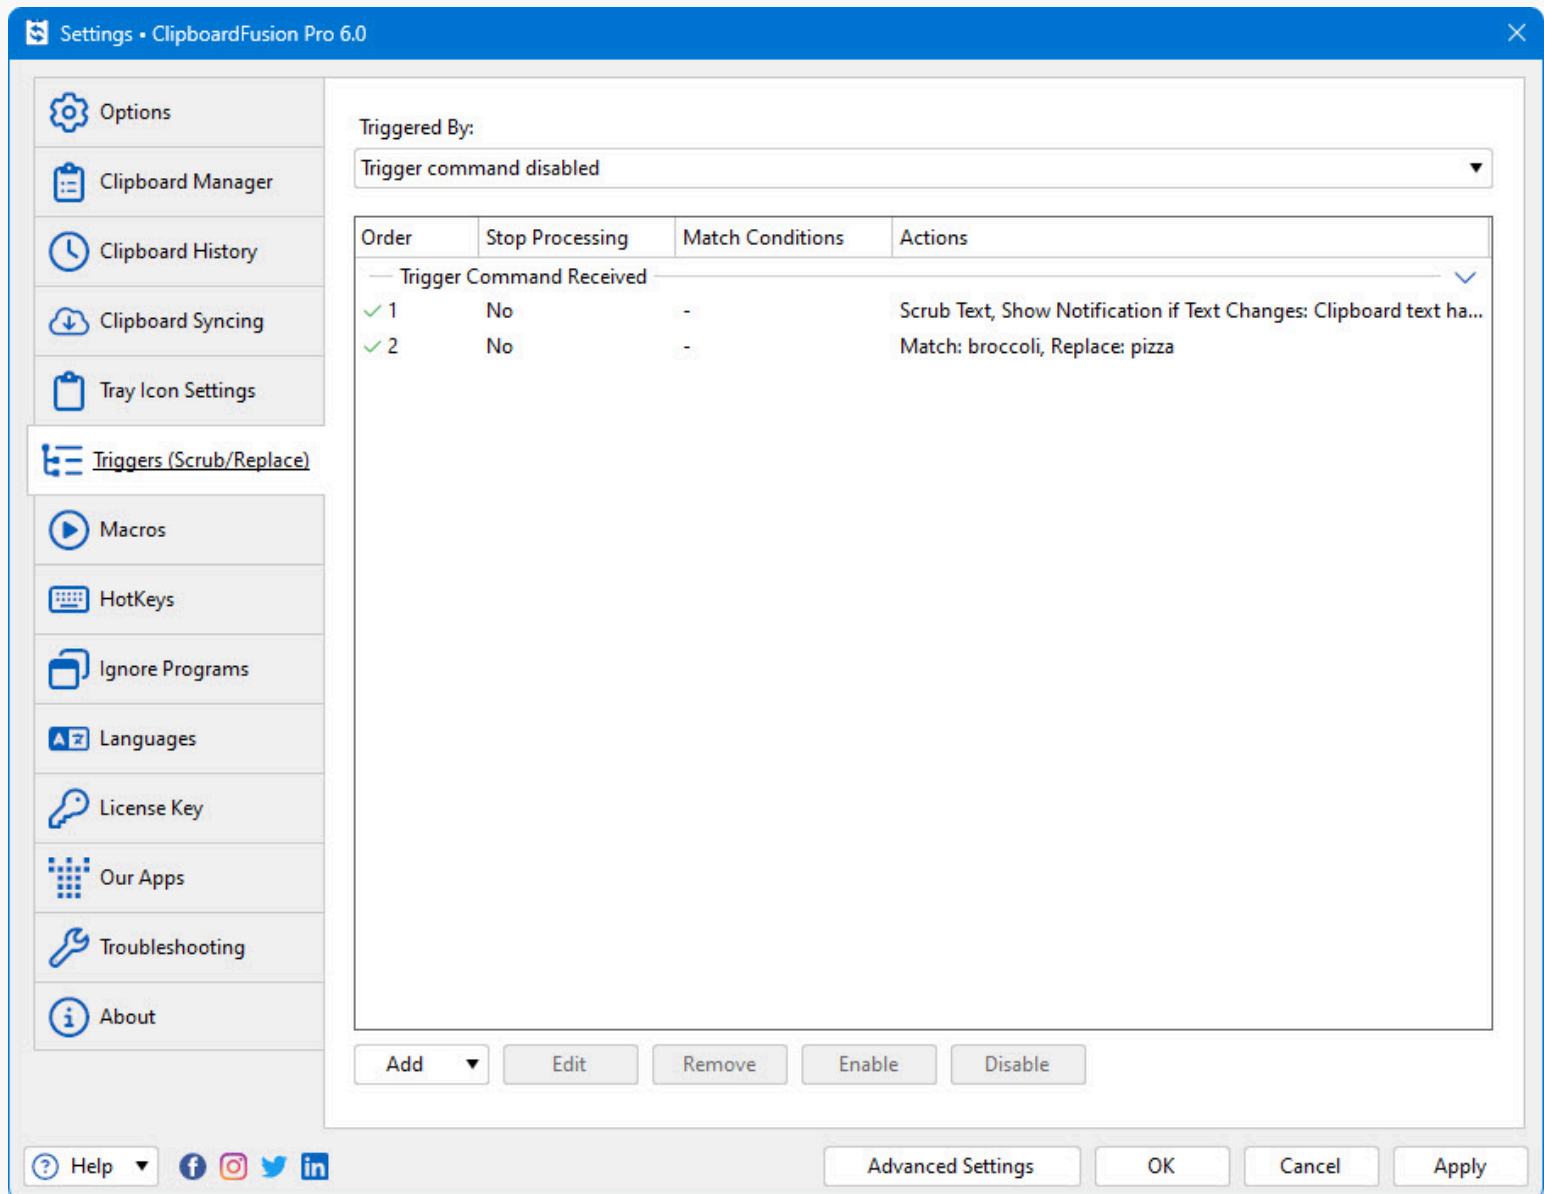 Settings • ClipboardFusion Pro 6.0
Options
Clipboard Manager
Clipboard History
Clipboard Syncing
Tray Icon Settings
Triggers (Scrub/Replace)
Macros
HotKeys
Ignore Programs
Languages
License Key
Our Apps
Troubleshooting
About
Triggered By:
Trigger command disabled
Order Stop Processing Match Conditions Actions
Trigger Command Received
1 No - Scrub Text, Show Notification if Text Changes: Clipboard text ha...
2 No - Match: broccoli, Replace: pizza
Add Edit Remove Enable Disable
Help Advanced Settings OK Cancel Apply